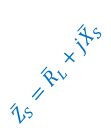 Z̄S = R̄L + jX̄S